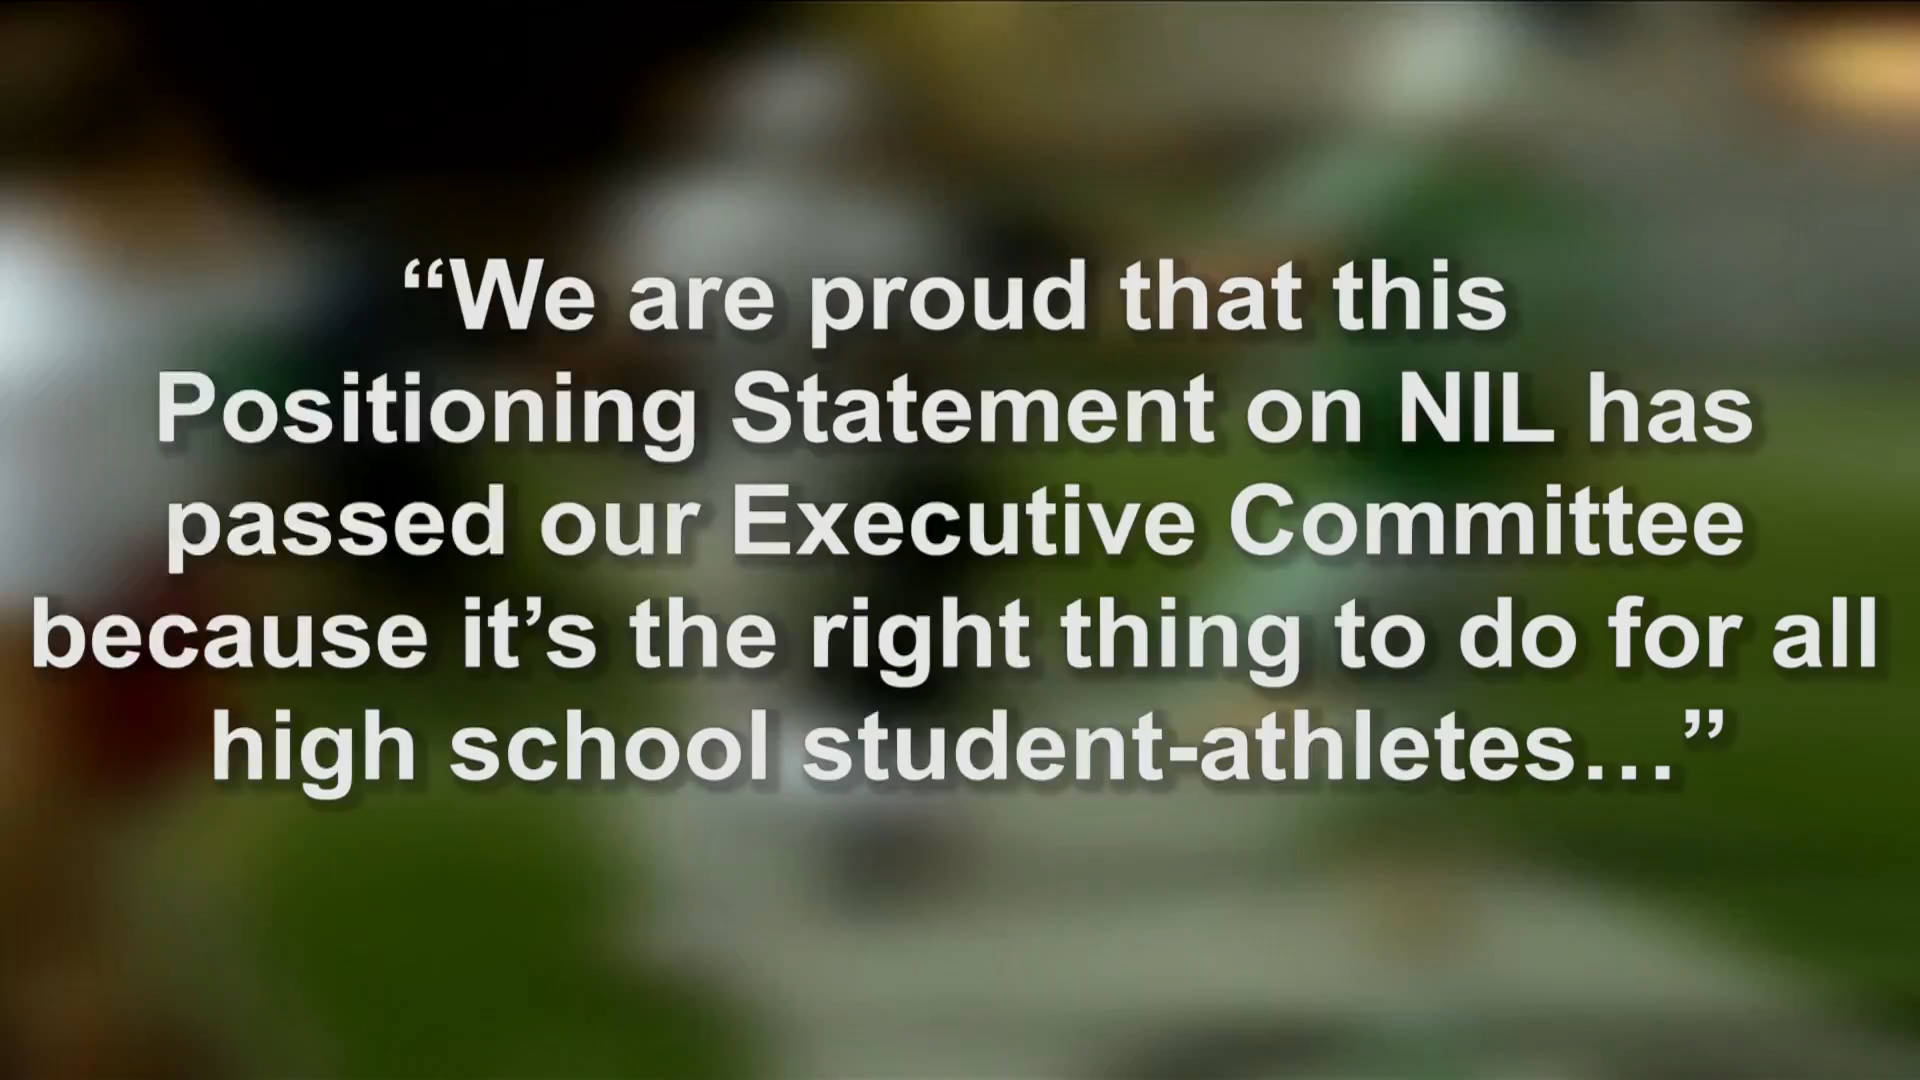 “We are proud that this
Positioning Statement on NIL has
passed our Executive Committee
because it’s the right thing to do for all
high school student-athletes…”